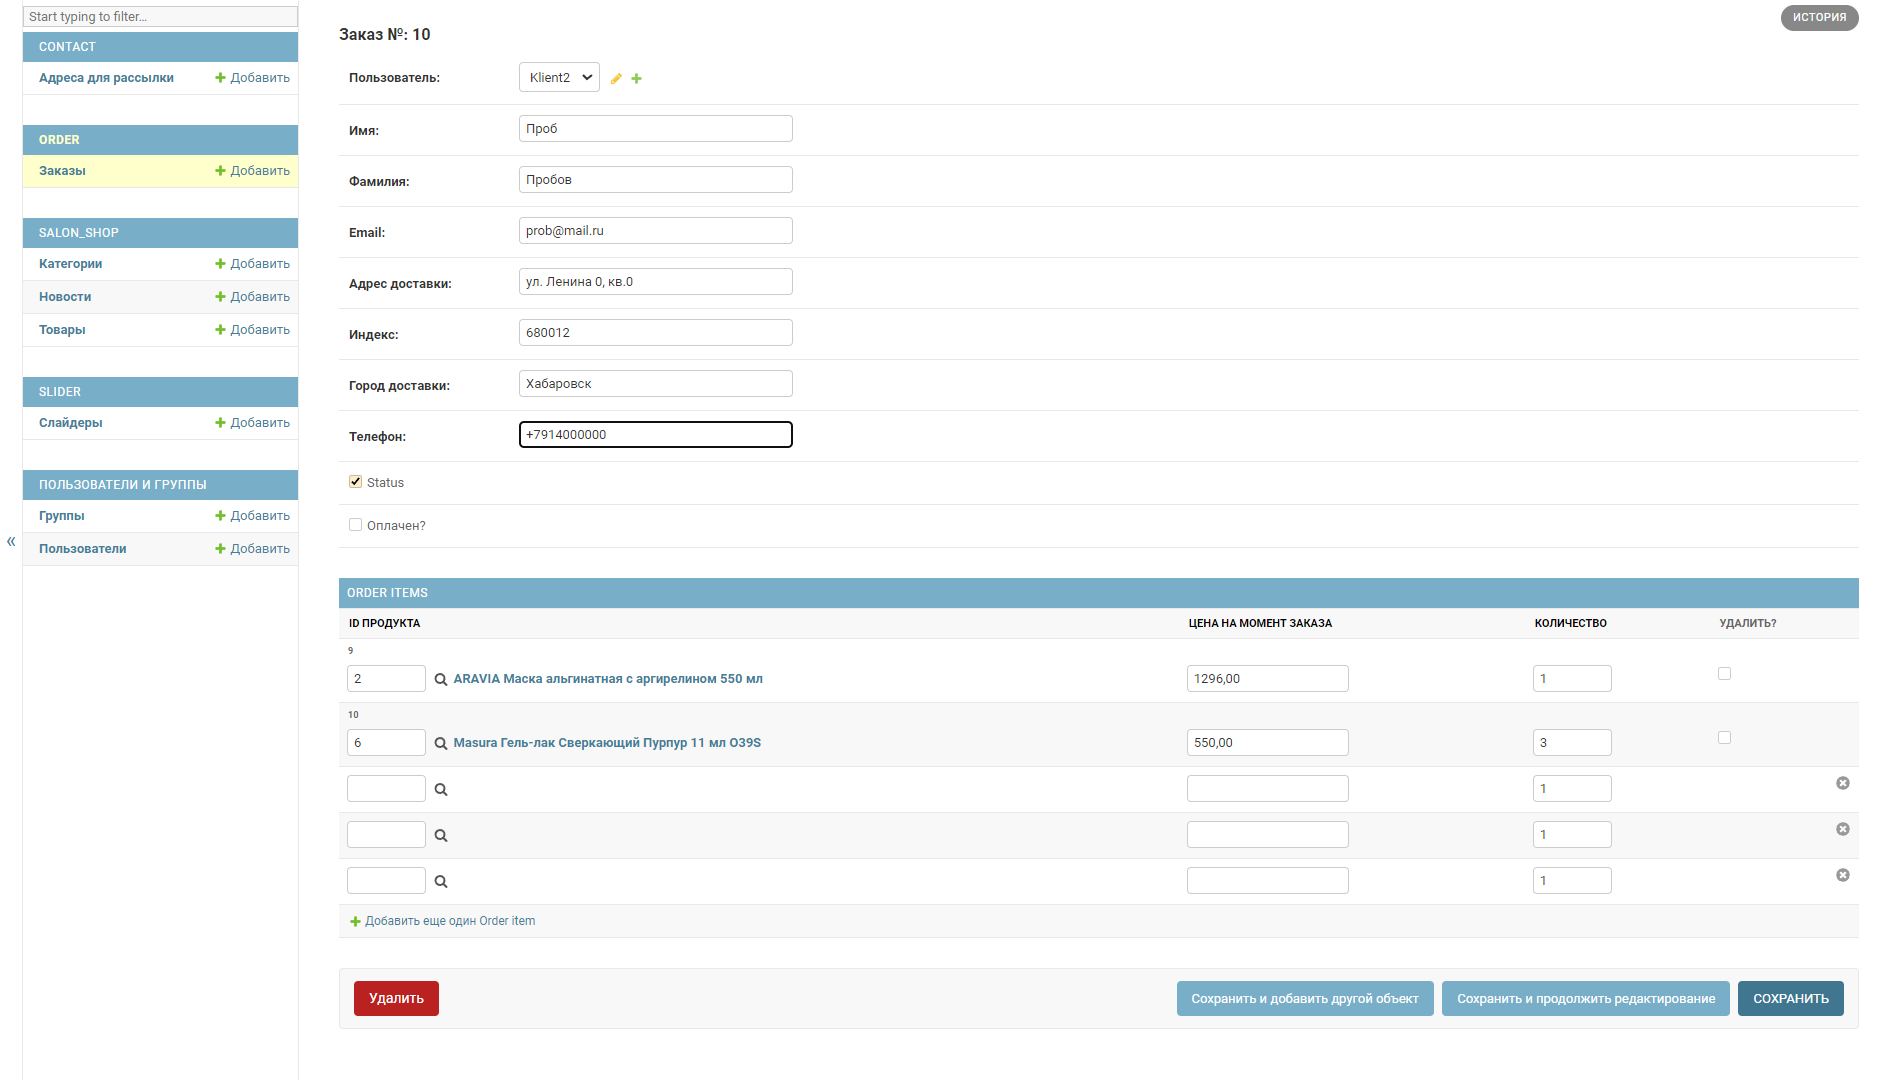 Start typing to filter...
CONTACT
Адреса для рассылки Добавить
ORDER
Заказы Добавить
SALON_SHOP
Категории Добавить
Новости Добавить
Товары Добавить
SLIDER
Слайдеры Добавить
ПОЛЬЗОВАТЕЛИ И ГРУППЫ
Группы Добавить
Пользователи Добавить
«
ИСТОРИЯ
Заказ №: 10
Пользователь: Klient2
Имя: Проб
Фамилия: Пробов
Email: prob@mail.ru
Адрес доставки: ул. Ленина 0, кв.0
Индекс: 680012
Город доставки: Хабаровск
Телефон: +7914000000
Status
Оплачен?
ORDER ITEMS
ID ПРОДУКТА ЦЕНА НА МОМЕНТ ЗАКАЗА КОЛИЧЕСТВО УДАЛИТЬ?
9
2 ARAVIA Маска альгинатная с аргирелином 550 мл 1296,00 1
10
6 Masura Гель-лак Сверкающий Пурпур 11 мл O39S 550,00 3
1
1
1
Добавить еще один Order item
Удалить Сохранить и добавить другой объект Сохранить и продолжить редактирование СОХРАНИТЬ